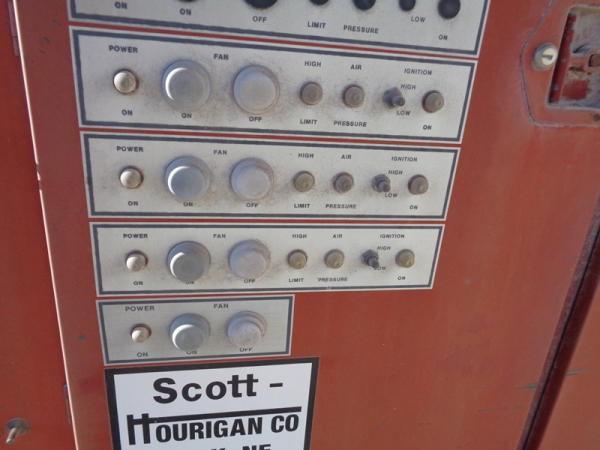 ON ON OFF LIMIT PRESSURE LOW ON
POWER FAN HIGH AIR IGNITION
HIGH
LOW
ON ON OFF LIMIT PRESSURE ON
POWER FAN HIGH AIR IGNITION
HIGH
LOW
ON ON OFF LIMIT PRESSURE ON
POWER FAN HIGH AIR IGNITION
HIGH
LOW
ON ON OFF LIMIT PRESSURE ON
POWER FAN
ON ON OFF
Scott -
HOURIGAN CO
NE